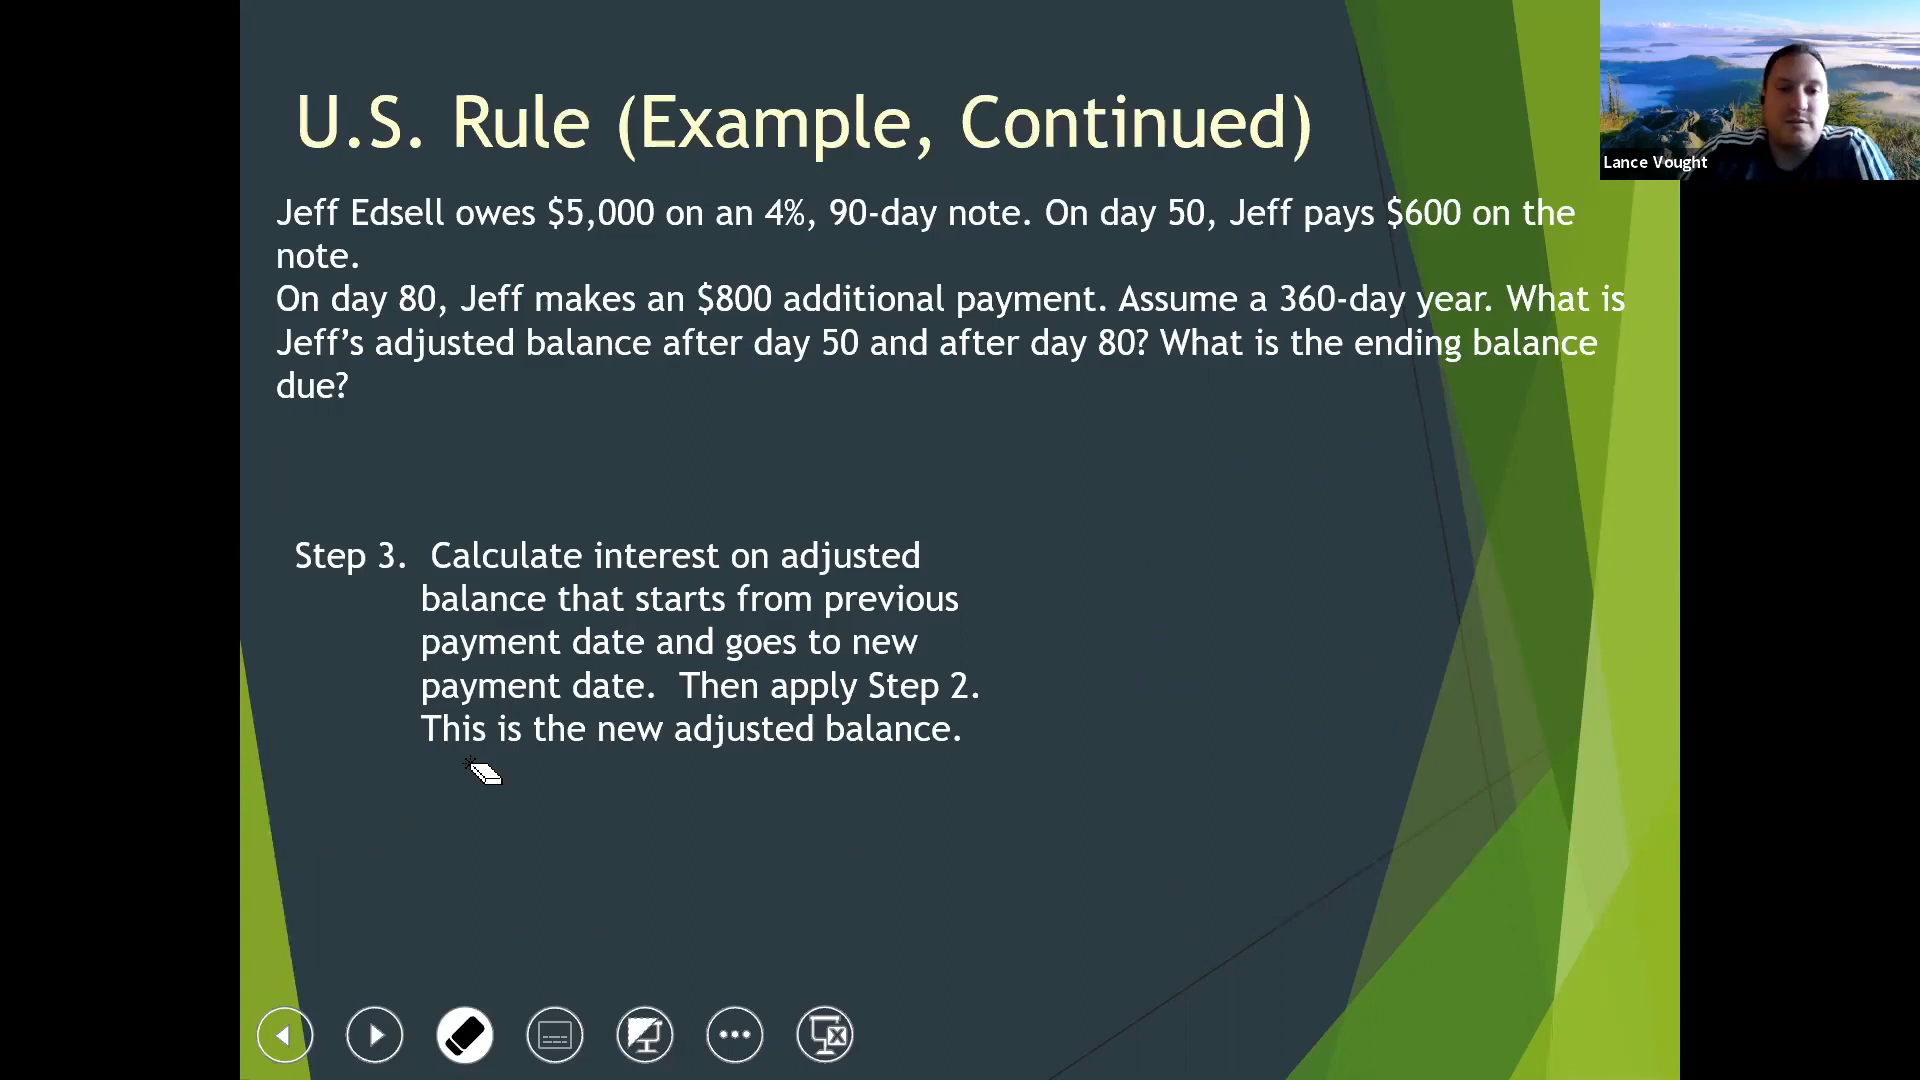 U.S. Rule (Example, Continued)
Lance Vought
Jeff Edsell owes $5,000 on an 4%, 90-day note. On day 50, Jeff pays $600 on the
note.
On day 80, Jeff makes an $800 additional payment. Assume a 360-day year. What is
Jeff’s adjusted balance after day 50 and after day 80? What is the ending balance
due?
Step 3. Calculate interest on adjusted
balance that starts from previous
payment date and goes to new
payment date. Then apply Step 2.
This is the new adjusted balance.